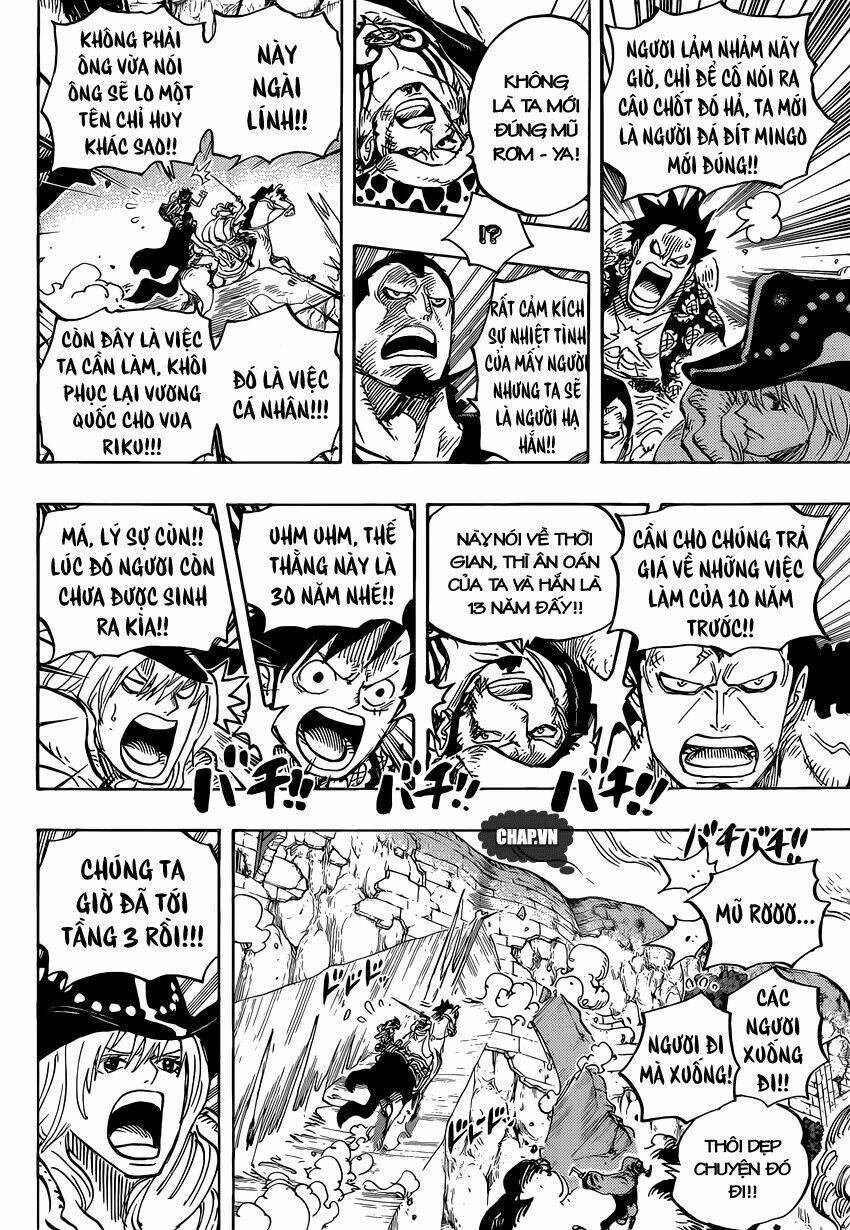 NGƯƠI LẢM NHẢM NÃY
GIỜ, CHỈ ĐỂ CỐ NÓI RA
CÂU CHỐT ĐÓ HẢ, TA MỚI
LÀ NGƯỜI ĐÁ ĐÍT MINGO
MỚI ĐÚNG!!
KHÔNG,
LÀ TA MỚI
ĐÚNG, MŨ
RƠM - YA!
!?
RẤT CẢM KÍCH
SỰ NHIỆT TÌNH
CỦA MẤY NGƯỜI
NHƯNG TA SẼ
LÀ NGƯỜI HẠ
HẮN!!
NÀY
NGÀI
LÍNH!!
KHÔNG PHẢI
ÔNG VỪA NÓI
ÔNG SẼ LO MỘT
TÊN CHỈ HUY
KHÁC SAO!!
ĐÓ LÀ VIỆC
CÁ NHÂN!!!
CÒN ĐÂY LÀ VIỆC
TA CẦN LÀM, KHÔI
PHỤC LẠI VƯƠNG
QUỐC CHO VUA
RIKU!!!
CẦN CHO CHÚNG TRẢ
GIÁ VỀ NHỮNG VIỆC
LÀM CỦA 10 NĂM
TRƯỚC!!
NÀY, NÓI VỀ THỜI
GIAN, THÌ ÂN OÁN
CỦA TA VÀ HẮN LÀ
13 NĂM ĐẤY!!
UHM UHM, THẾ
THẰNG NÀY LÀ
30 NĂM NHÉ!!
MÁ, LÝ SỰ CÙN!!
LÚC ĐÓ NGƯƠI CÒN
CHƯA ĐƯỢC SINH
RA KÌA!!
バチ!!
バチ!!
バチ!!
バチバチ!!
CHAP.VN
MŨ RƠƠƠ...
CÁC
NGƯƠI
XUỐNG
ĐI!!
NGƯƠI ĐI
MÀ XUỐNG!
THÔI DẸP
CHUYỆN ĐÓ
ĐI!!
ドドド
ドドド
CHÚNG TA
GIỜ ĐÃ TỚI
TẦNG 3 RỒI!!!